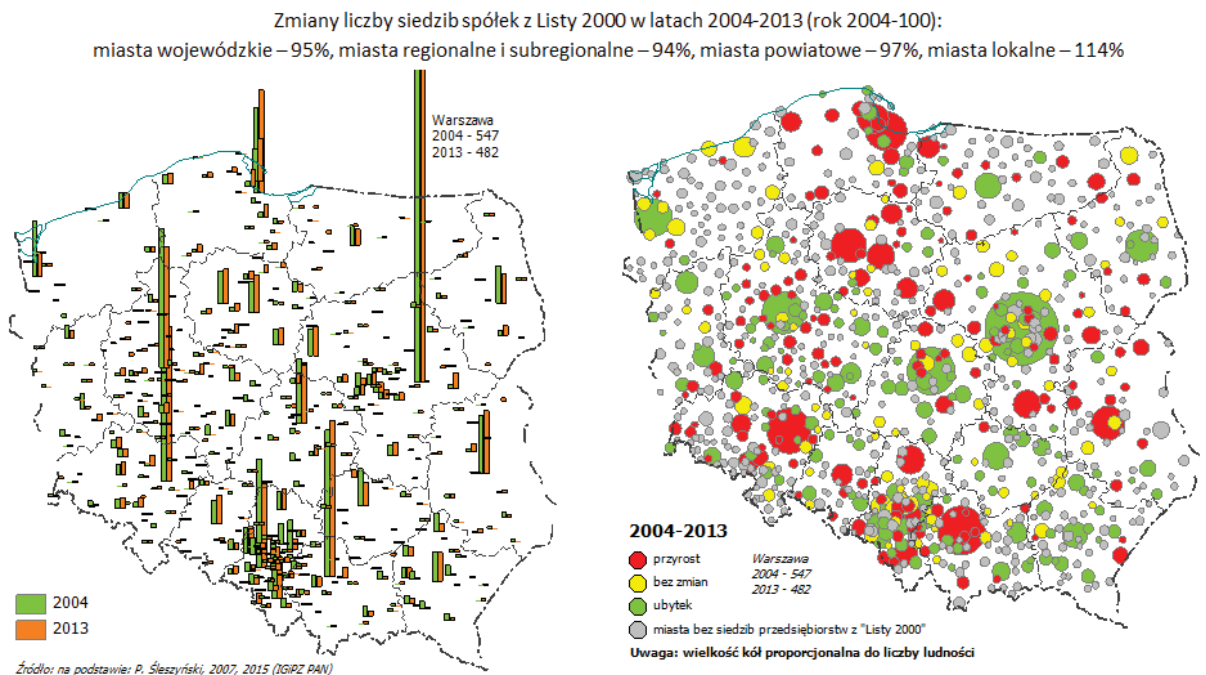 Zmiany liczby siedzib spółek z Listy 2000 w latach 2004-2013 (rok 2004-100):
miasta wojewódzkie – 95%, miasta regionalne i subregionalne – 94%, miasta powiatowe – 97%, miasta lokalne – 114%
Warszawa
2004 - 547
2013 - 482
2004
2013
Źródło: na podstawie: P. Śleszyński, 2007, 2015 (IGiPZ PAN)
2004-2013
przyrost
bez zmian
ubytek
miasta bez siedzib przedsiębiorstw z "Listy 2000"
Warszawa
2004 - 547
2013 - 482
Uwaga: wielkość kół proporcjonalna do liczby ludności